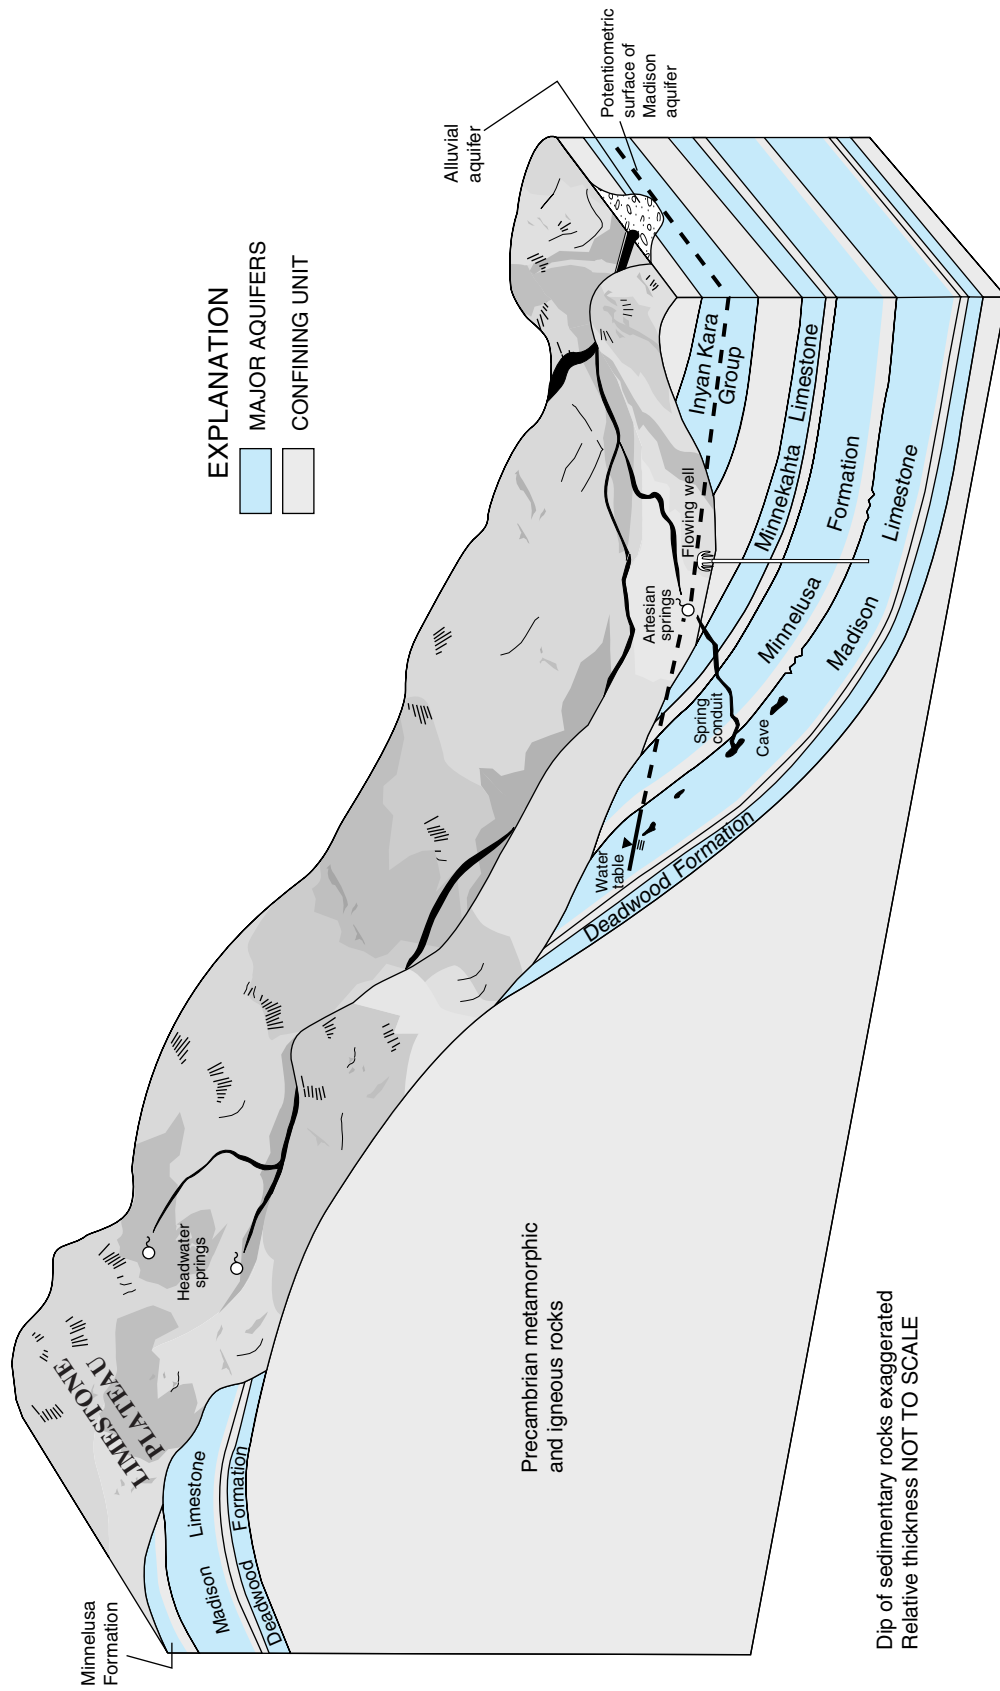 EXPLANATION
MAJOR AQUIFERS
CONFINING UNIT
LIMESTONE
PLATEAU
Headwater
springs
Minnelusa
Formation
Madison Limestone
Deadwood Formation
Precambrian metamorphic
and igneous rocks
Alluvial
aquifer
Potentiometric
surface of
Madison
aquifer
Water
table
Deadwood Formation
Spring
conduit
Cave
Artesian
springs
Flowing well
Inyan Kara
Group
Minnekahta Limestone
Minnelusa Formation
Madison Limestone
Dip of sedimentary rocks exaggerated
Relative thickness NOT TO SCALE